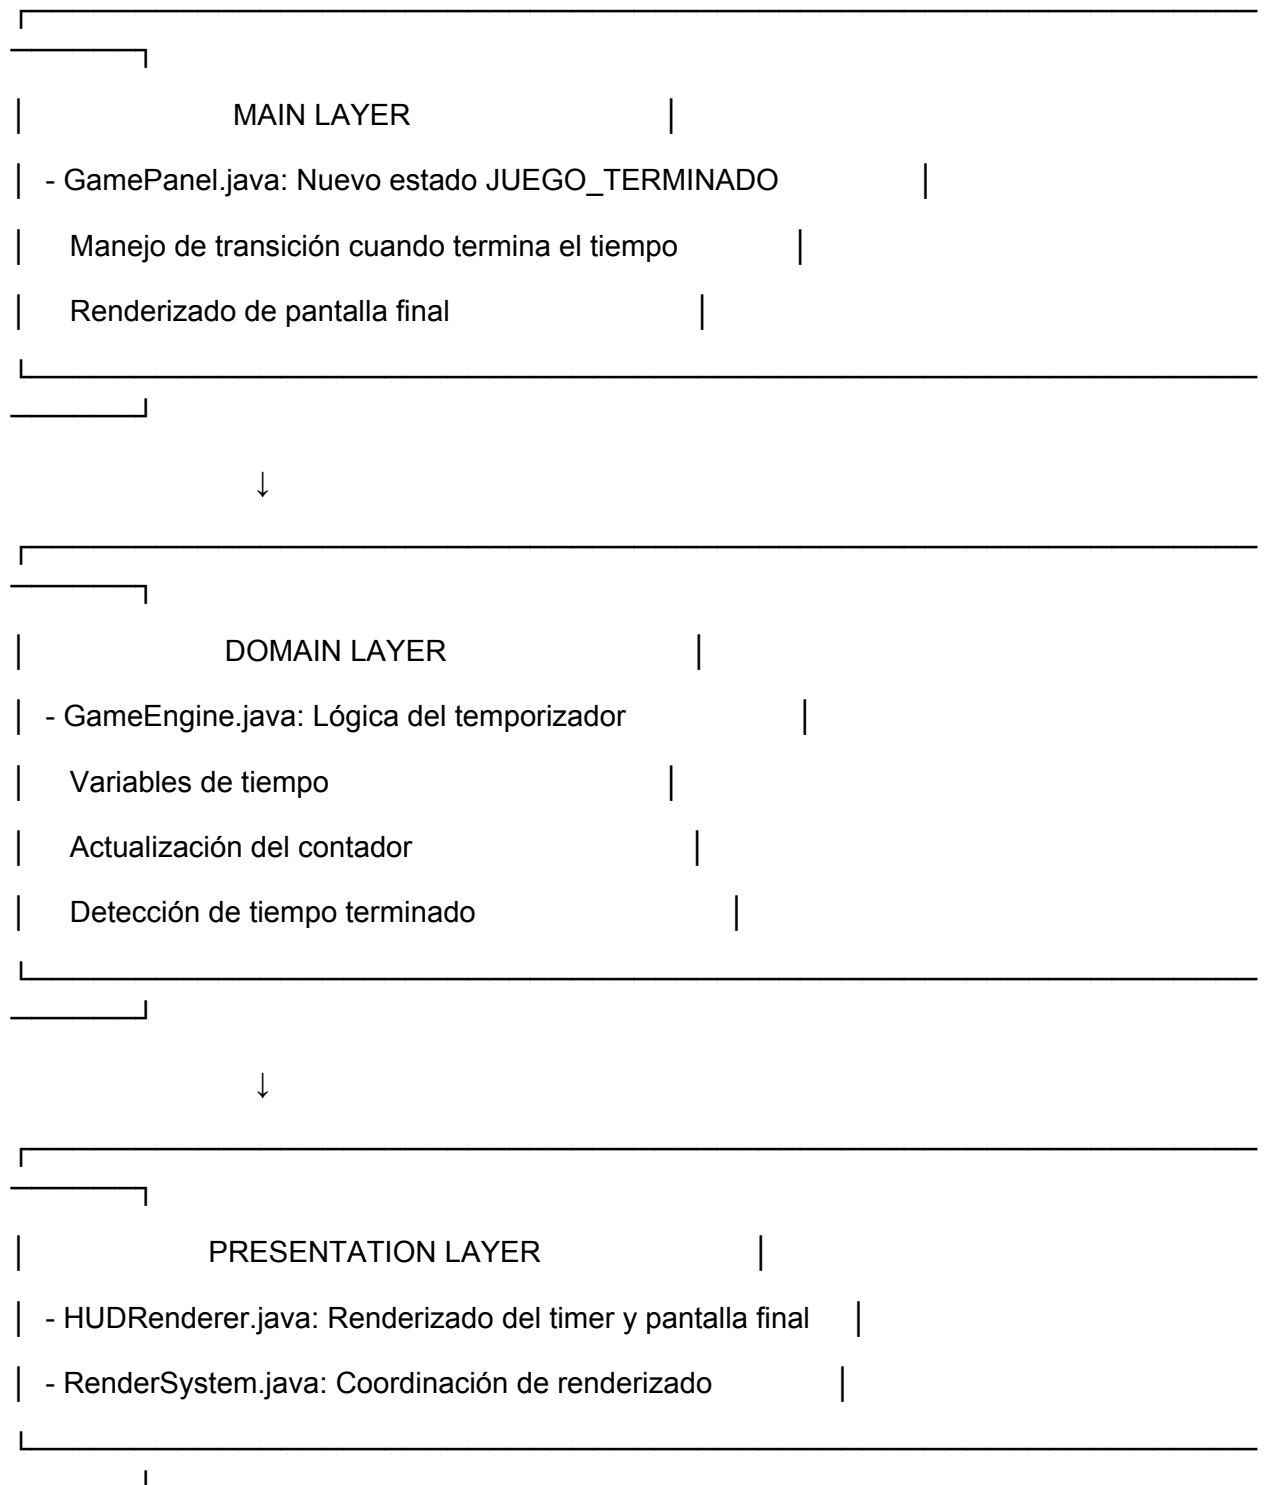 ┌───────────────────────────────────────────────────────────
──────┐
│ MAIN LAYER │
│ - GamePanel.java: Nuevo estado JUEGO_TERMINADO │
│ Manejo de transición cuando termina el tiempo │
│ Renderizado de pantalla final │
└───────────────────────────────────────────────────────────
──────┘
↓
┌───────────────────────────────────────────────────────────
──────┐
│ DOMAIN LAYER │
│ - GameEngine.java: Lógica del temporizador │
│ Variables de tiempo │
│ Actualización del contador │
│ Detección de tiempo terminado │
└───────────────────────────────────────────────────────────
──────┘
↓
┌───────────────────────────────────────────────────────────
──────┐
│ PRESENTATION LAYER │
│ - HUDRenderer.java: Renderizado del timer y pantalla final │
│ - RenderSystem.java: Coordinación de renderizado │
└───────────────────────────────────────────────────────────
──────┘